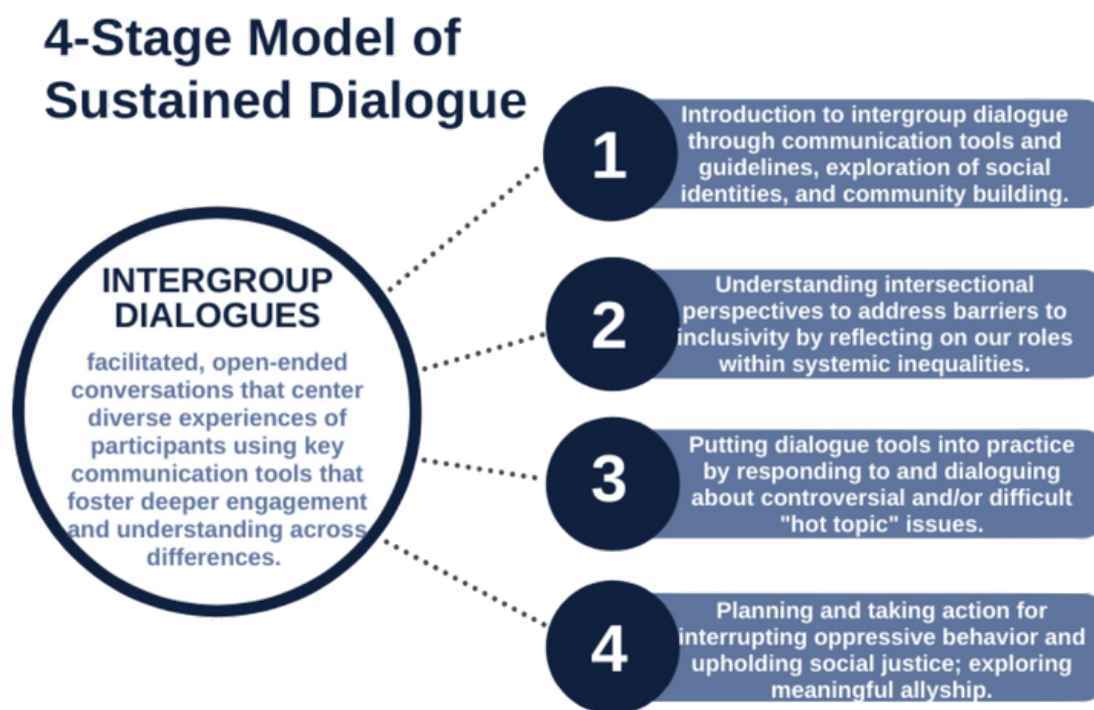 4-Stage Model of
Sustained Dialogue
INTERGROUP
DIALOGUES
facilitated, open-ended
conversations that center
diverse experiences of
participants using key
communication tools that
foster deeper engagement
and understanding across
differences.
1
Introduction to intergroup dialogue
through communication tools and
guidelines, exploration of social
identities, and community building.
2
Understanding intersectional
perspectives to address barriers to
inclusivity by reflecting on our roles
within systemic inequalities.
3
Putting dialogue tools into practice
by responding to and dialoguing
about controversial and/or difficult
"hot topic" issues.
4
Planning and taking action for
interrupting oppressive behavior and
upholding social justice; exploring
meaningful allyship.